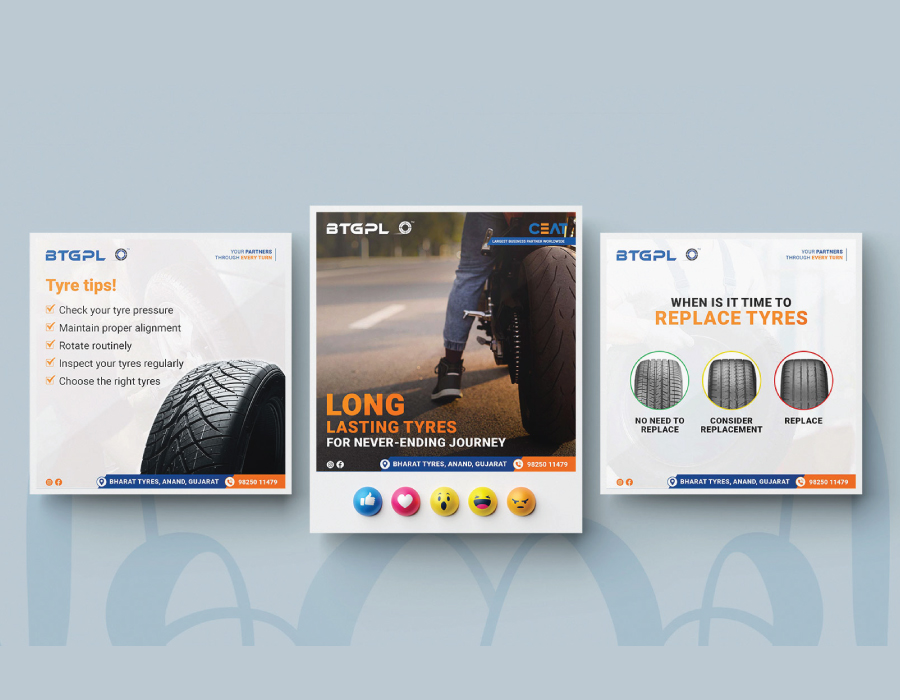 BTGPL
YOUR PARTNERS
THROUGH EVERY TURN
Tyre tips!
Check your tyre pressure
Maintain proper alignment
Rotate routinely
Inspect your tyres regularly
Choose the right tyres
BHARAT TYRES, ANAND, GUJARAT
98250 11479
BTGPL
CEAT
LARGEST BUSINESS PARTNER WORLDWIDE
LONG
LASTING TYRES
FOR NEVER-ENDING JOURNEY
BHARAT TYRES, ANAND, GUJARAT
98250 11479
BTGPL
YOUR PARTNERS
THROUGH EVERY TURN
WHEN IS IT TIME TO
REPLACE TYRES
NO NEED TO
REPLACE
CONSIDER
REPLACEMENT
REPLACE
BHARAT TYRES, ANAND, GUJARAT
98250 11479